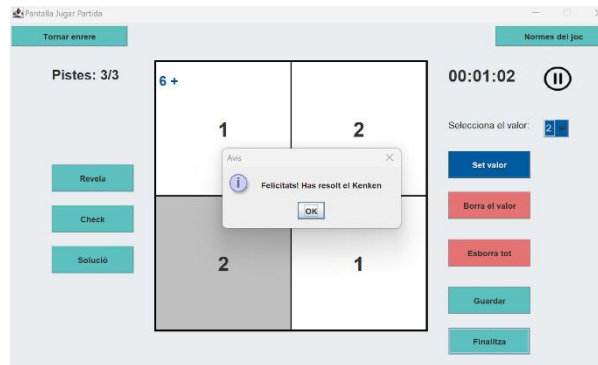 Pantalla Jugar Partida
Tornar enrere
Normes del joc
Pistes: 3/3
00:01:02
6 +
1
2
Selecciona el valor:
2
Avis
Felicitats! Has resolt el Kenken
OK
Revela
Check
Solució
Set valor
Borra el valor
Esborra tot
Guardar
Finalitza
2
1